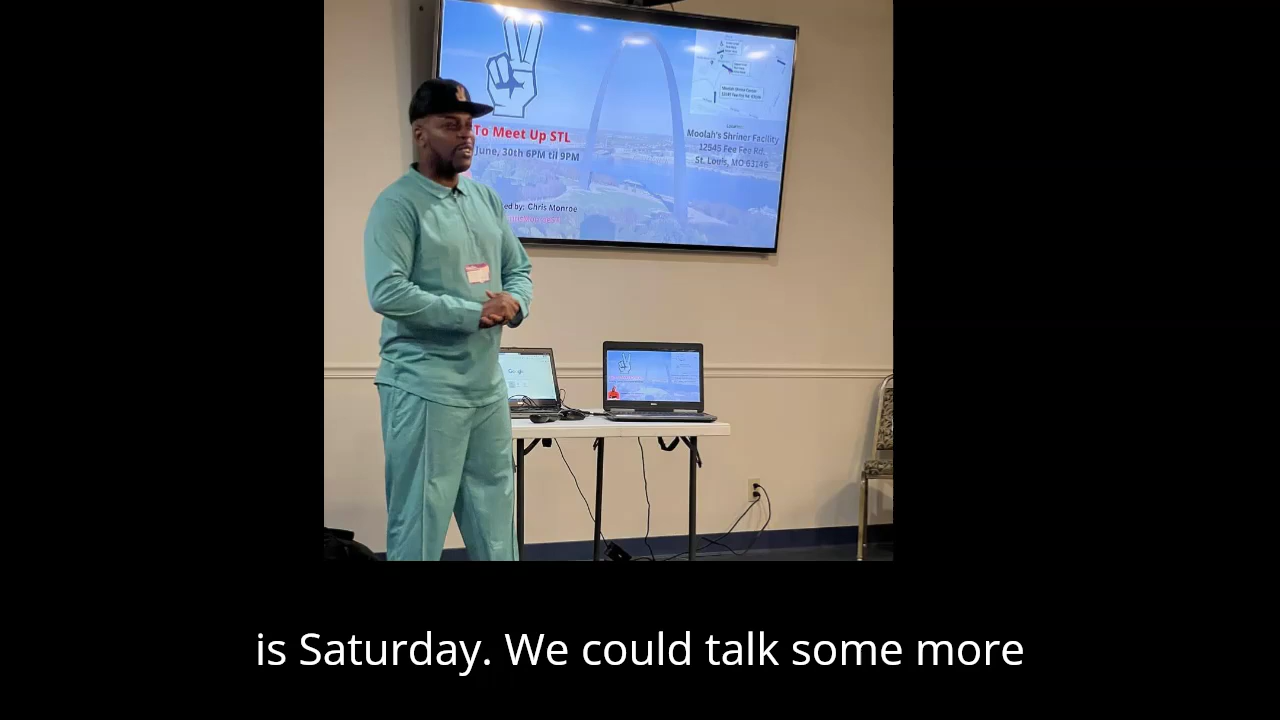 To Meet Up STL
June, 30th 6PM til 9PM
ed by: Chris Monroe
Moolah's Shriner Facility
12545 Fee Fee Rd.
St. Louis, MO 63146
Google
is Saturday. We could talk some more